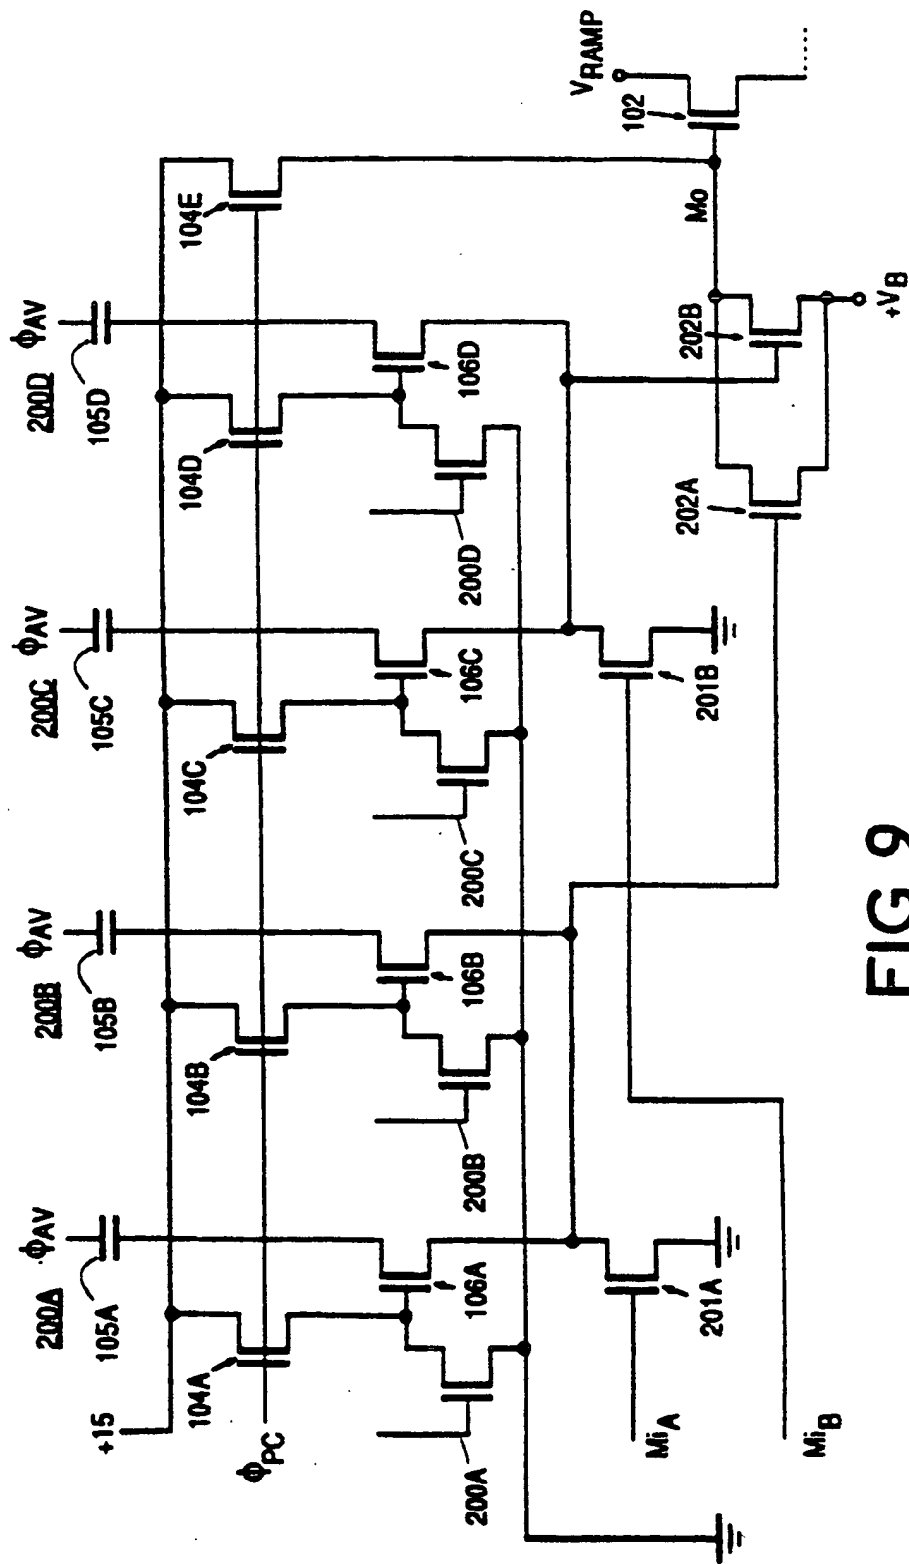 +15
200A
ϕAV
105A
104A
ϕPC
106A
200A
201A
MiA
MiB
200B
ϕAV
105B
104B
106B
200B
200C
ϕAV
105C
104C
106C
200C
201B
200D
ϕAV
105D
104D
106D
200D
104E
202A
202B
+VB
Mo
102
VRAMP
FIG 9